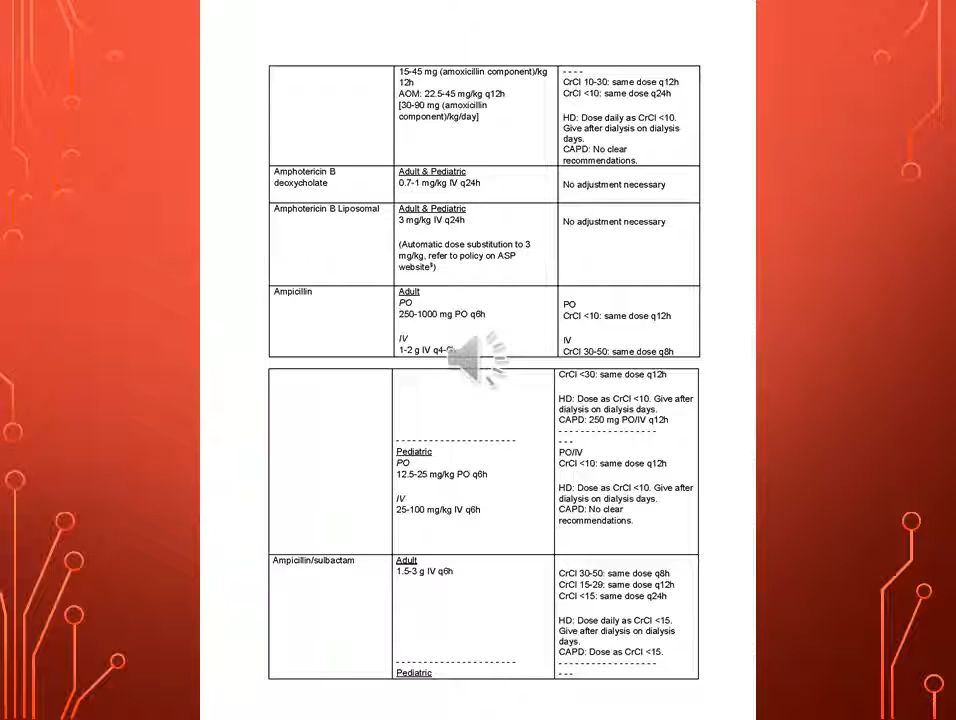 15-45 mg (amoxicillin component)/kg
12h
AOM: 22.5-45 mg/kg q12h
[30-90 mg (amoxicillin
component)/kg/day]
- - - -
CrCl 10-30: same dose q12h
CrCl <10: same dose q24h
HD: Dose daily as CrCl <10.
Give after dialysis on dialysis
days.
CAPD: No clear
recommendations.
Amphotericin B
deoxycholate
Adult & Pediatric
0.7-1 mg/kg IV q24h
No adjustment necessary
Amphotericin B Liposomal
Adult & Pediatric
3 mg/kg IV q24h
(Automatic dose substitution to 3
mg/kg, refer to policy on ASP
website§)
No adjustment necessary
Ampicillin
Adult
PO
250-1000 mg PO q6h
IV
1-2 g IV
PO
CrCl <10: same dose q12h
IV
CrCl 30-50: same dose q8h
- - - - - - - - - - - - - - - - - - - - - -
Pediatric
PO
12.5-25 mg/kg PO q6h
IV
25-100 mg/kg IV q6h
CrCl <30: same dose q12h
HD: Dose as CrCl <10. Give after
dialysis on dialysis days.
CAPD: 250 mg PO/IV q12h
- - - - - - - - - - - - - - - - - -
- - -
PO/IV
CrCl <10: same dose q12h
HD: Dose as CrCl <10. Give after
dialysis on dialysis days.
CAPD: No clear
recommendations.
Ampicillin/sulbactam
Adult
1.5-3 g IV q6h
- - - - - - - - - - - - - - - - - - - - - -
Pediatric
CrCl 30-50: same dose q8h
CrCl 15-29: same dose q12h
CrCl <15: same dose q24h
HD: Dose daily as CrCl <15.
Give after dialysis on dialysis
days.
CAPD: Dose as CrCl <15.
- - - - - - - - - - - - - - - - - -
- - -